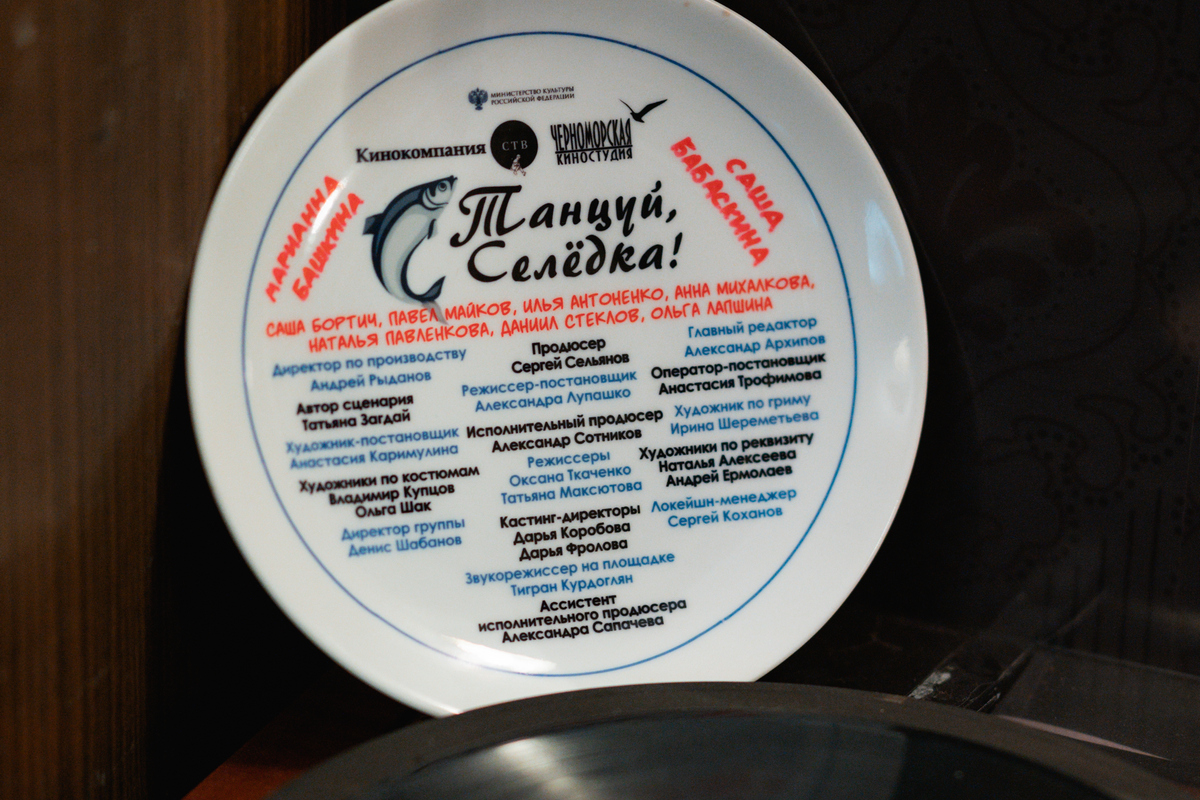 МИНИСТЕРСТВО КУЛЬТУРЫ
РОССИЙСКОЙ ФЕДЕРАЦИИ
Кинокомпания
СТВ
ЧЕРНОМОРСКАЯ
КИНОСТУДИЯ
МАРИАННА
БАШКИНА
САША
БАБАСКИНА
Танцуй,
Селёдка!
САША БОРТИЧ, ПАВЕЛ МАЙКОВ, ИЛЬЯ АНТОНЕНКО, АННА МИХАЛКОВА,
НАТАЛЬЯ ПАВЛЕНКОВА, ДАНИИЛ СТЕКЛОВ, ОЛЬГА ЛАПШИНА
Директор по производству
Андрей Рыданов
Автор сценария
Татьяна Загдай
Художник-постановщик
Анастасия Каримулина
Художники по костюмам
Владимир Купцов
Ольга Шак
Директор группы
Денис Шабанов
Продюсер
Сергей Сельянов
Режиссер-постановщик
Александра Лупашко
Исполнительный продюсер
Александр Сотников
Режиссеры
Оксана Ткаченко
Татьяна Максютова
Кастинг-директоры
Дарья Коробова
Дарья Фролова
Звукорежиссер на площадке
Тигран Курдоглян
Ассистент
исполнительного продюсера
Александра Сапачева
Главный редактор
Александр Архипов
Оператор-постановщик
Анастасия Трофимова
Художник по гриму
Ирина Шереметьева
Художники по реквизиту
Наталья Алексеева
Андрей Ермолаев
Локейшн-менеджер
Сергей Коханов